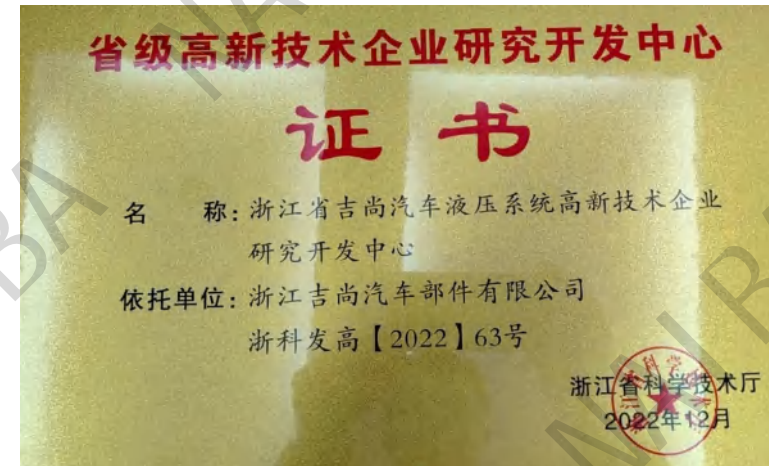 省级高新技术企业研究开发中心
证 书
名 称：浙江省吉尚汽车液压系统高新技术企业
研究开发中心
依托单位：浙江吉尚汽车部件有限公司
浙科发高【2022】63号
浙江省科学技术厅
2022年12月